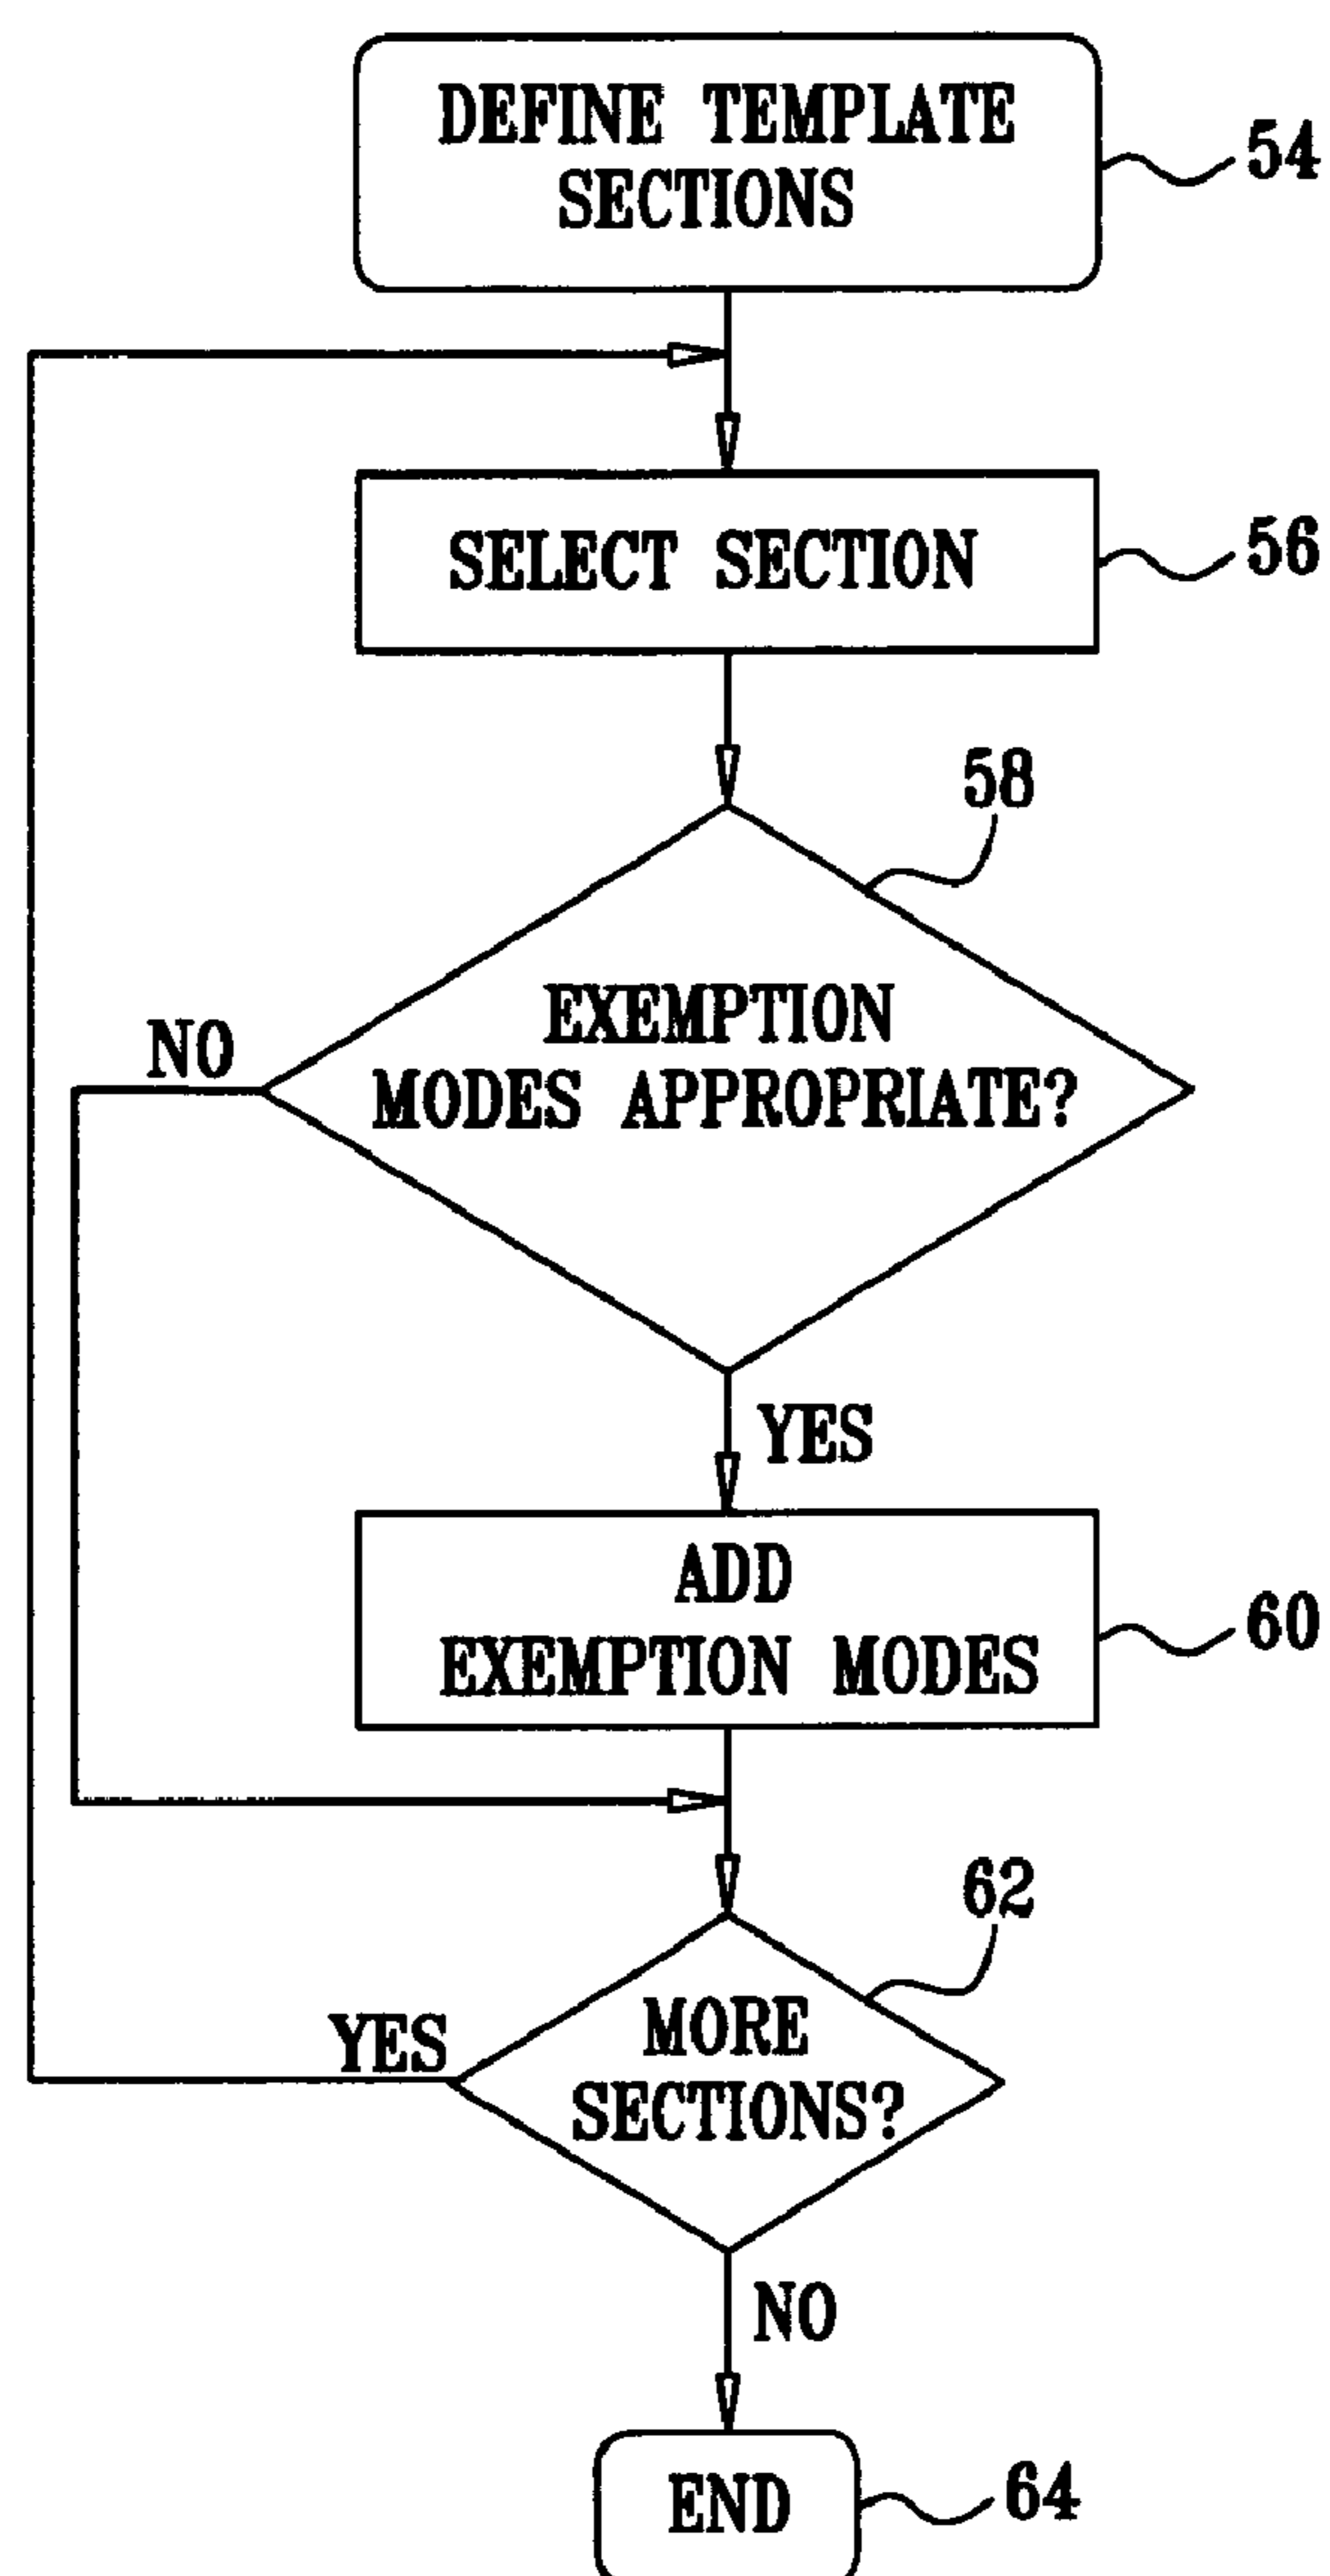 DEFINE TEMPLATE
SECTIONS
54
SELECT SECTION
56
58
EXEMPTION
MODES APPROPRIATE?
NO
YES
ADD
EXEMPTION MODES
60
62
MORE
SECTIONS?
YES
NO
END
64